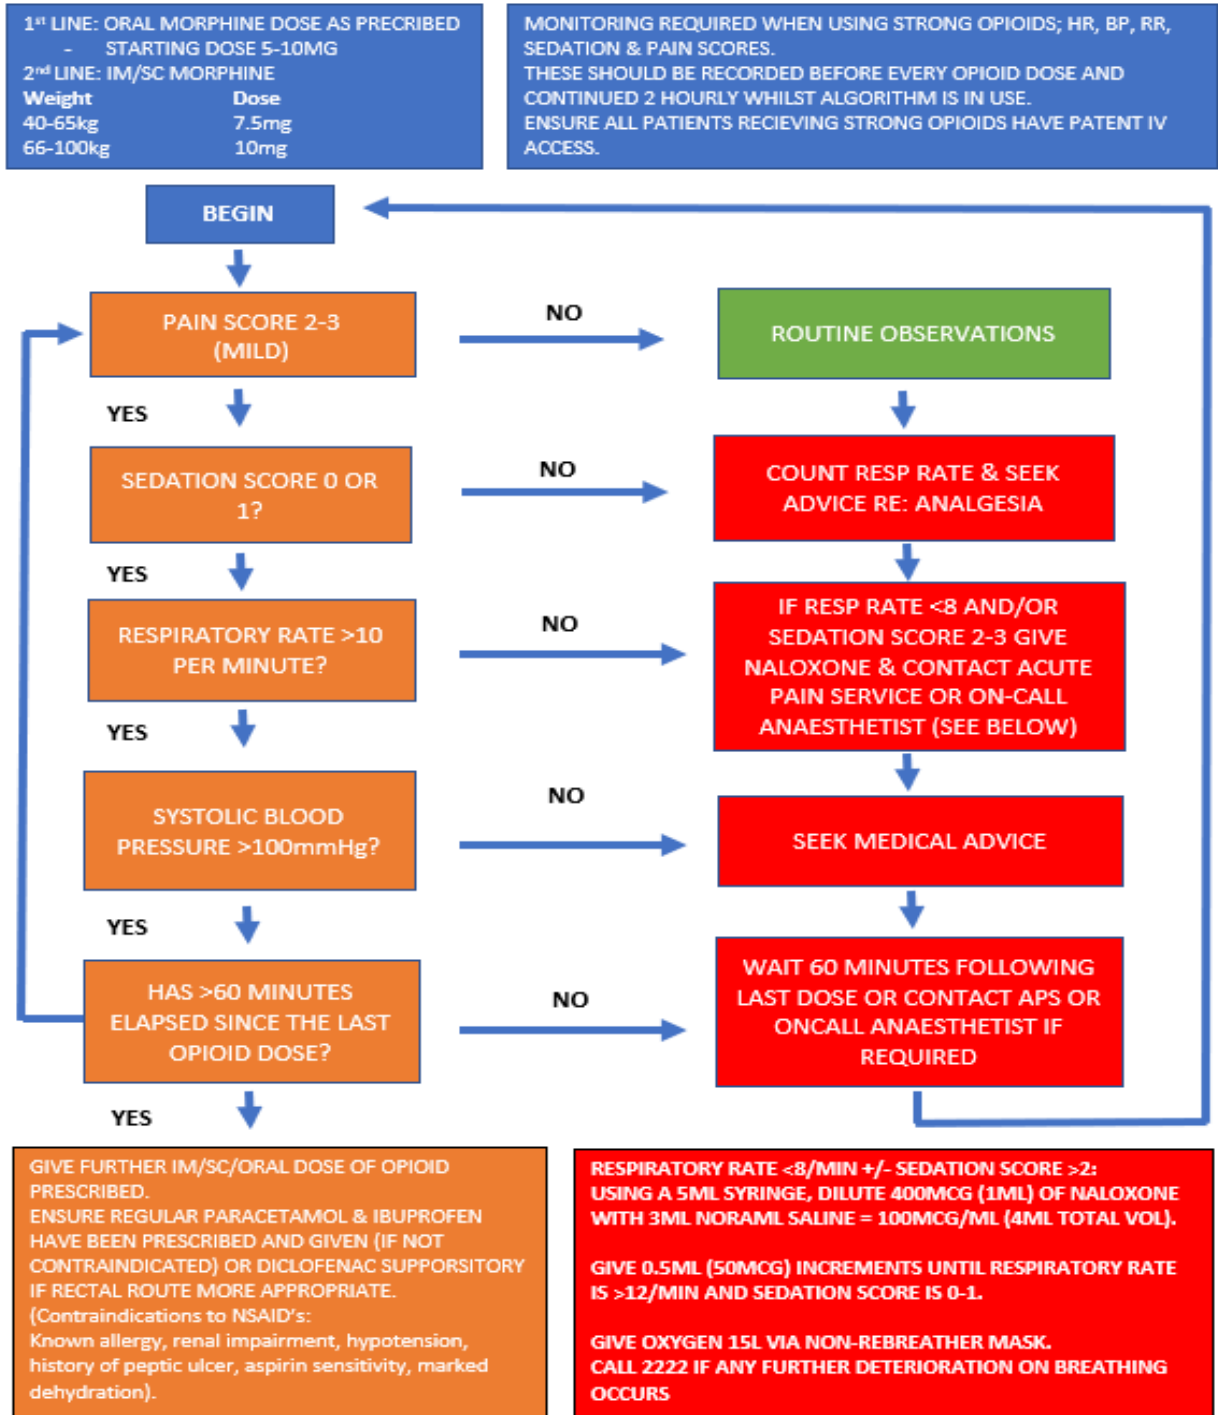 1st LINE: ORAL MORPHINE DOSE AS PRECRIBED
- STARTING DOSE 5-10MG
2nd LINE: IM/SC MORPHINE
Weight Dose
40-65kg 7.5mg
66-100kg 10mg
MONITORING REQUIRED WHEN USING STRONG OPIOIDS; HR, BP, RR,
SEDATION & PAIN SCORES.
THESE SHOULD BE RECORDED BEFORE EVERY OPIOID DOSE AND
CONTINUED 2 HOURLY WHILST ALGORITHM IS IN USE.
ENSURE ALL PATIENTS RECIEVING STRONG OPIOIDS HAVE PATENT IV
ACCESS.
BEGIN
PAIN SCORE 2-3
(MILD)
NO
ROUTINE OBSERVATIONS
YES
SEDATION SCORE 0 OR
1?
NO
COUNT RESP RATE & SEEK
ADVICE RE: ANALGESIA
YES
RESPIRATORY RATE >10
PER MINUTE?
NO
IF RESP RATE <8 AND/OR
SEDATION SCORE 2-3 GIVE
NALOXONE & CONTACT ACUTE
PAIN SERVICE OR ON-CALL
ANAESTHETIST (SEE BELOW)
YES
SYSTOLIC BLOOD
PRESSURE >100mmHg?
NO
SEEK MEDICAL ADVICE
YES
HAS >60 MINUTES
ELAPSED SINCE THE LAST
OPIOID DOSE?
NO
WAIT 60 MINUTES FOLLOWING
LAST DOSE OR CONTACT APS OR
ONCALL ANAESTHETIST IF
REQUIRED
YES
GIVE FURTHER IM/SC/ORAL DOSE OF OPIOID
PRESCRIBED.
ENSURE REGULAR PARACETAMOL & IBUPROFEN
HAVE BEEN PRESCRIBED AND GIVEN (IF NOT
CONTRAINDICATED) OR DICLOFENAC SUPPORSITORY
IF RECTAL ROUTE MORE APPROPRIATE.
(Contraindications to NSAID's:
Known allergy, renal impairment, hypotension,
history of peptic ulcer, aspirin sensitivity, marked
dehydration).
RESPIRATORY RATE <8/MIN +/- SEDATION SCORE >2:
USING A 5ML SYRINGE, DILUTE 400MCG (1ML) OF NALOXONE
WITH 3ML NORAML SALINE = 100MCG/ML (4ML TOTAL VOL).
GIVE 0.5ML (50MCG) INCREMENTS UNTIL RESPIRATORY RATE
IS >12/MIN AND SEDATION SCORE IS 0-1.
GIVE OXYGEN 15L VIA NON-REBREATHER MASK.
CALL 2222 IF ANY FURTHER DETERIORATION ON BREATHING
OCCURS